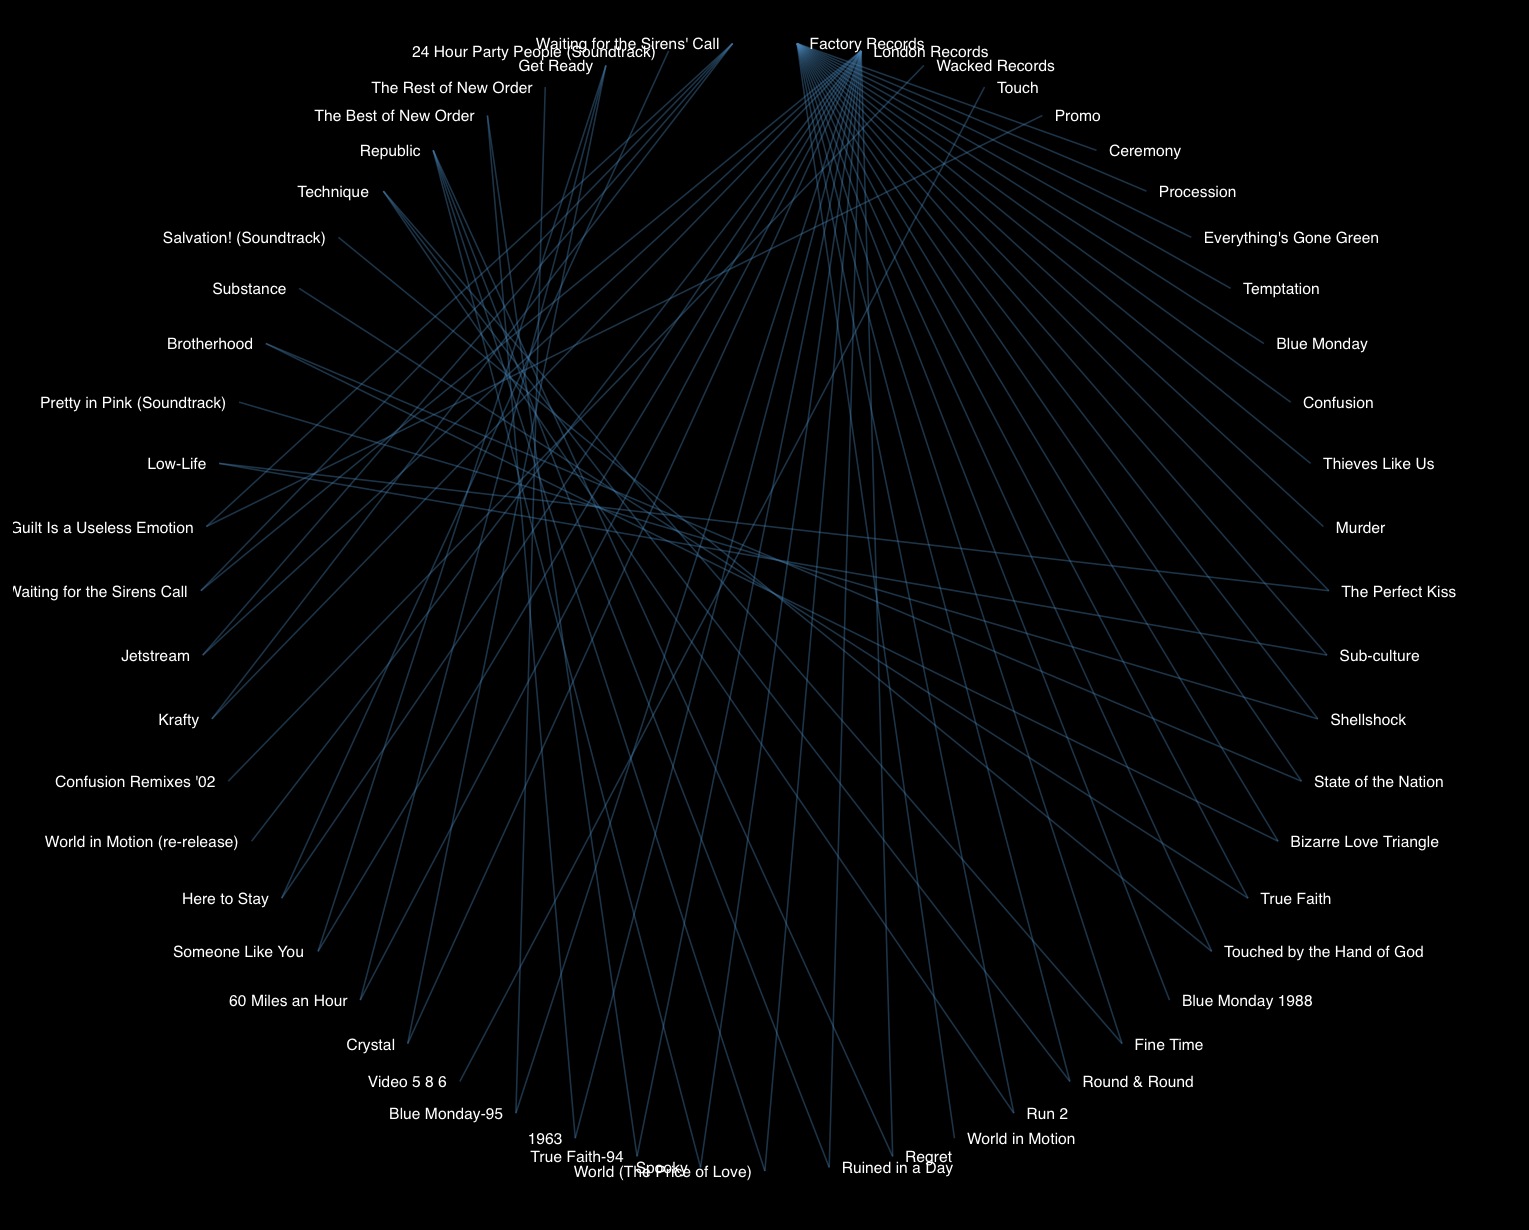 Waiting for the Sirens' Call
Factory Records
24 Hour Party People (Soundtrack)
London Records
Get Ready
Wacked Records
The Rest of New Order
Touch
The Best of New Order
Promo
Republic
Ceremony
Technique
Procession
Salvation! (Soundtrack)
Everything's Gone Green
Substance
Temptation
Brotherhood
Blue Monday
Pretty in Pink (Soundtrack)
Confusion
Low-Life
Thieves Like Us
Guilt Is a Useless Emotion
Murder
Waiting for the Sirens Call
The Perfect Kiss
Jetstream
Sub-culture
Krafty
Shellshock
Confusion Remixes '02
State of the Nation
World in Motion (re-release)
Bizarre Love Triangle
Here to Stay
True Faith
Someone Like You
Touched by the Hand of God
60 Miles an Hour
Blue Monday 1988
Crystal
Fine Time
Video 5 8 6
Round & Round
Blue Monday-95
Run 2
1963
World in Motion
True Faith-94
Regret
Spooky
Ruined in a Day
World (The Price of Love)